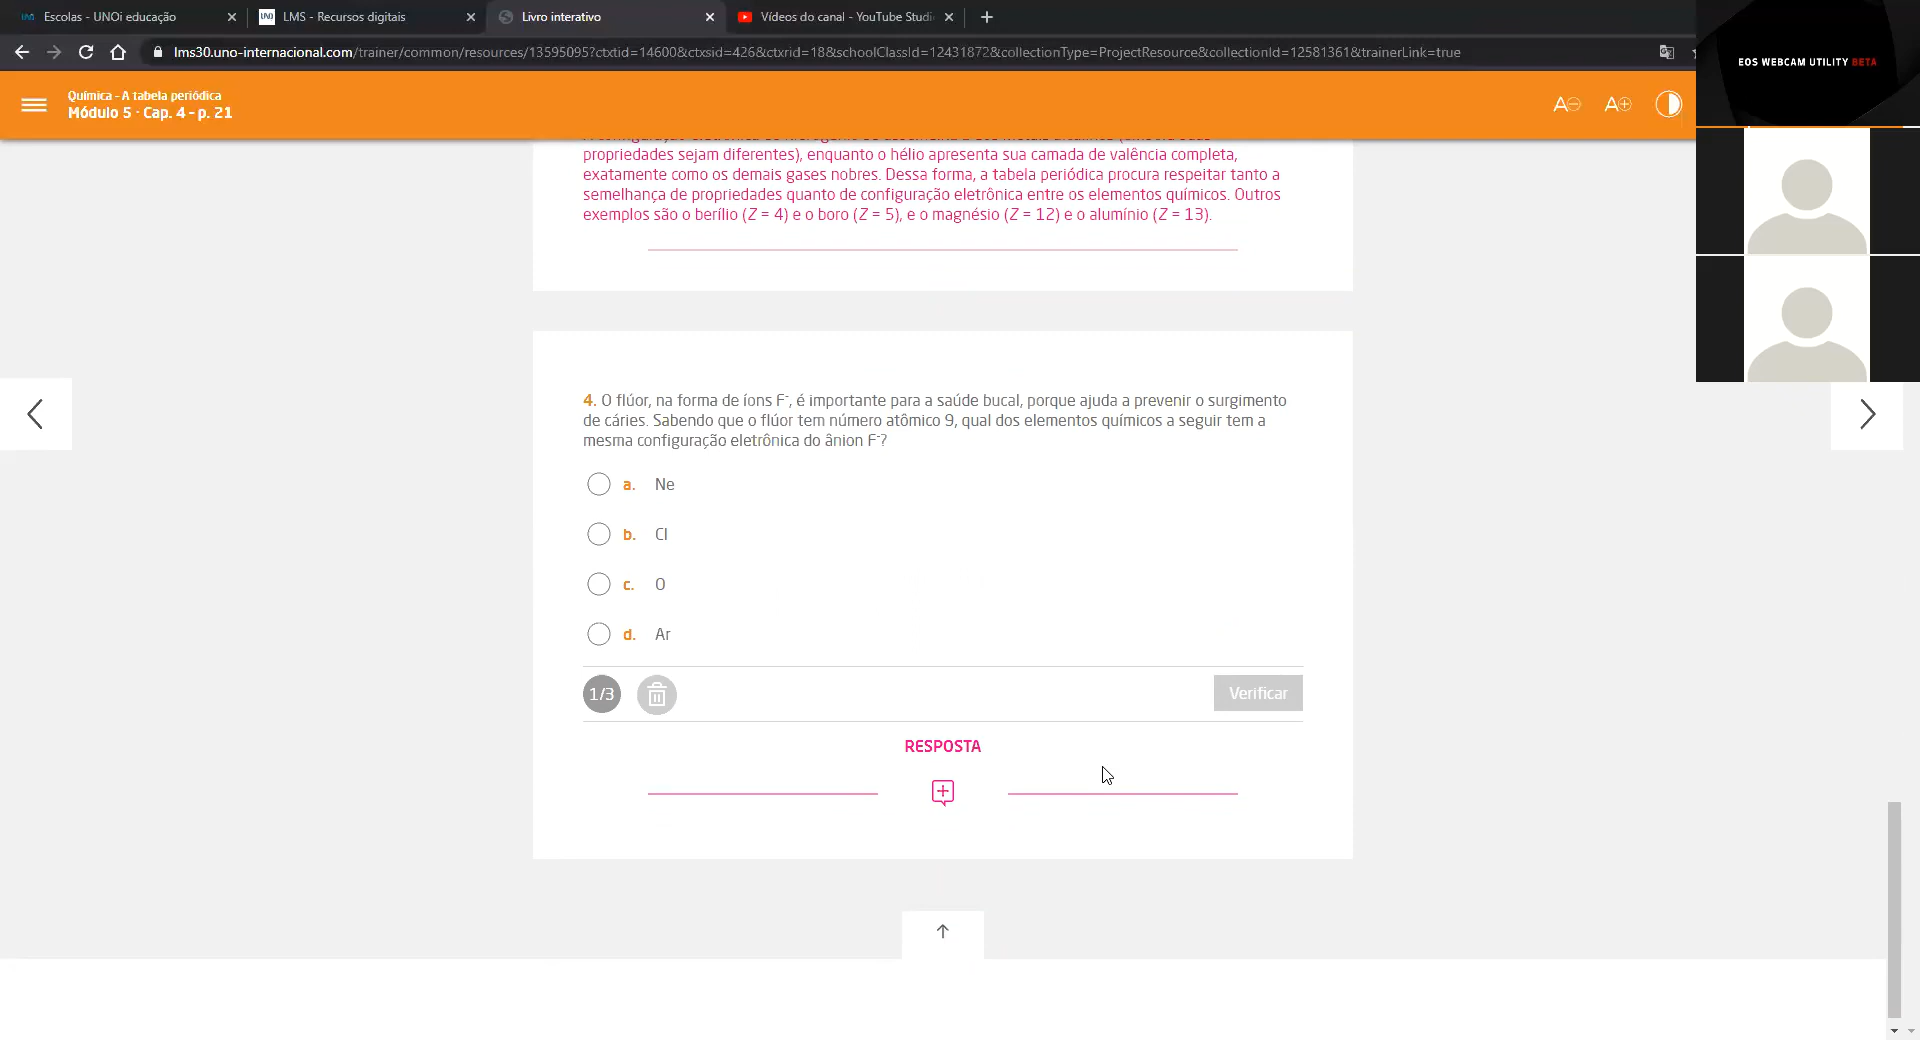 Escolas - UNOi educação
LMS - Recursos digitais
Livro interativo
Vídeos do canal - YouTube Studi
lms30.uno-internacional.com/trainer/common/resources/13595095?ctxtid=14600&ctxsid=426&ctxrid=18&schoolClassId=12431872&collectionType=ProjectResource&collectionId=12581361&trainerLink=true
EOS WEBCAM UTILITY BETA
Química - A tabela periódica
Módulo 5 · Cap. 4 - p. 21
propriedades sejam diferentes), enquanto o hélio apresenta sua camada de valência completa,
exatamente como os demais gases nobres. Dessa forma, a tabela periódica procura respeitar tanto a
semelhança de propriedades quanto de configuração eletrônica entre os elementos químicos. Outros
exemplos são o berílio (Z = 4) e o boro (Z = 5), e o magnésio (Z = 12) e o alumínio (Z = 13).
4. O flúor, na forma de íons F⁻, é importante para a saúde bucal, porque ajuda a prevenir o surgimento
de cáries. Sabendo que o flúor tem número atômico 9, qual dos elementos químicos a seguir tem a
mesma configuração eletrônica do ânion F⁻?
a. Ne
b. Cl
c. O
d. Ar
1/3
Verificar
RESPOSTA